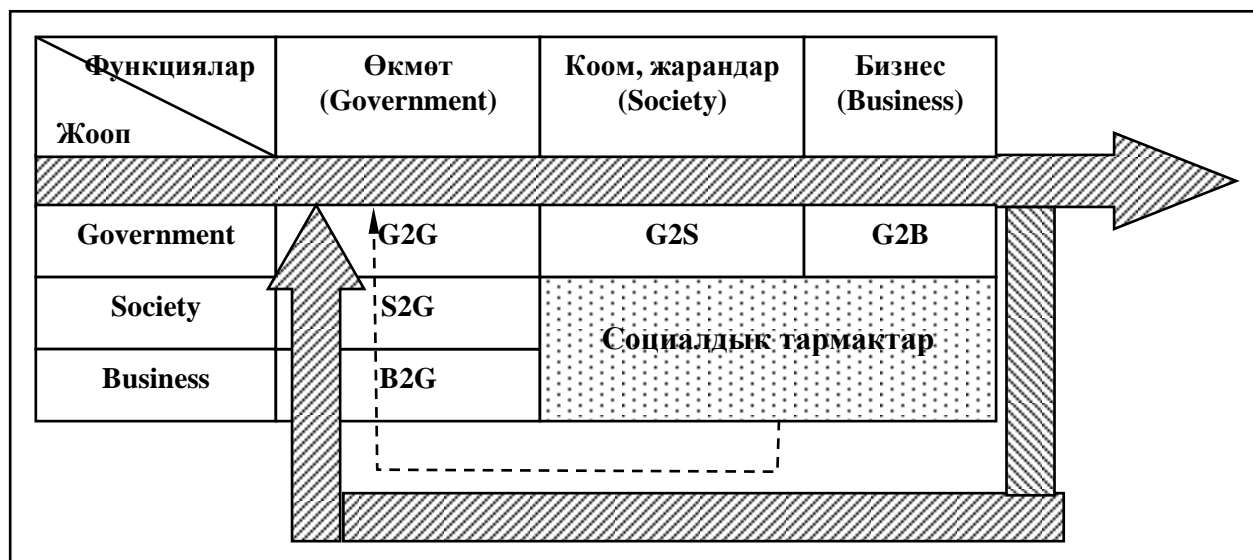 Функциялар
Жооп
Өкмөт
(Government)
Коом, жарандар
(Society)
Бизнес
(Business)
Government
G2G
G2S
G2B
Society
S2G
Социалдык тармактар
Business
B2G